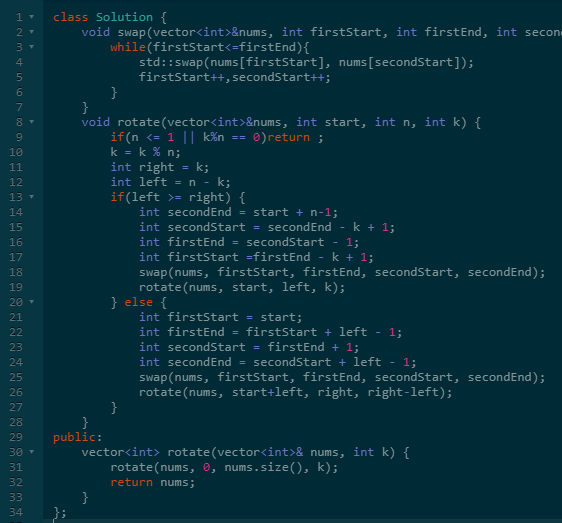 1 class Solution {
2 void swap(vector<int>&nums, int firstStart, int firstEnd, int secon
3 while(firstStart<=firstEnd){
4 std::swap(nums[firstStart], nums[secondStart]);
5 firstStart++,secondStart++;
6 }
7 }
8 void rotate(vector<int>&nums, int start, int n, int k) {
9 if(n <= 1 || k%n == 0)return ;
10 k = k % n;
11 int right = k;
12 int left = n - k;
13 if(left >= right) {
14 int secondEnd = start + n-1;
15 int secondStart = secondEnd - k + 1;
16 int firstEnd = secondStart - 1;
17 int firstStart =firstEnd - k + 1;
18 swap(nums, firstStart, firstEnd, secondStart, secondEnd);
19 rotate(nums, start, left, k);
20 } else {
21 int firstStart = start;
22 int firstEnd = firstStart + left - 1;
23 int secondStart = firstEnd + 1;
24 int secondEnd = secondStart + left - 1;
25 swap(nums, firstStart, firstEnd, secondStart, secondEnd);
26 rotate(nums, start+left, right, right-left);
27 }
28 }
29 public:
30 vector<int> rotate(vector<int>& nums, int k) {
31 rotate(nums, 0, nums.size(), k);
32 return nums;
33 }
34 };